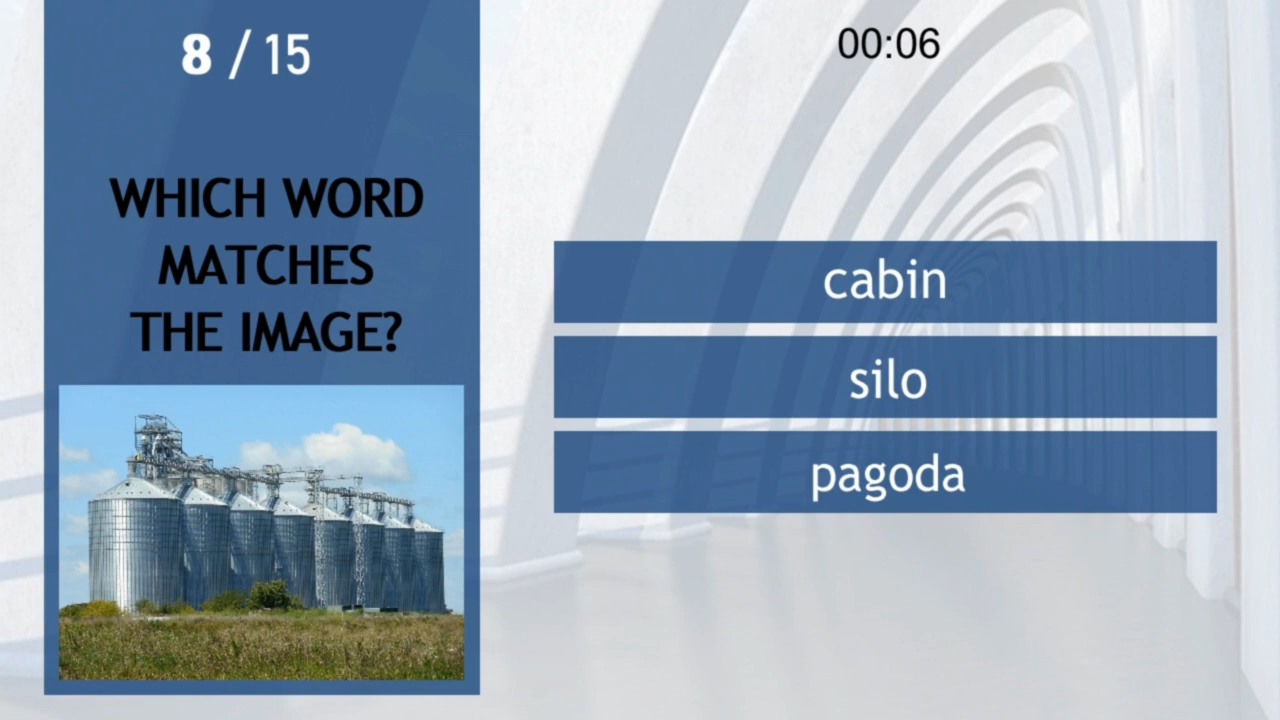 8 / 15
00:06
WHICH WORD
MATCHES
THE IMAGE?
cabin
silo
pagoda